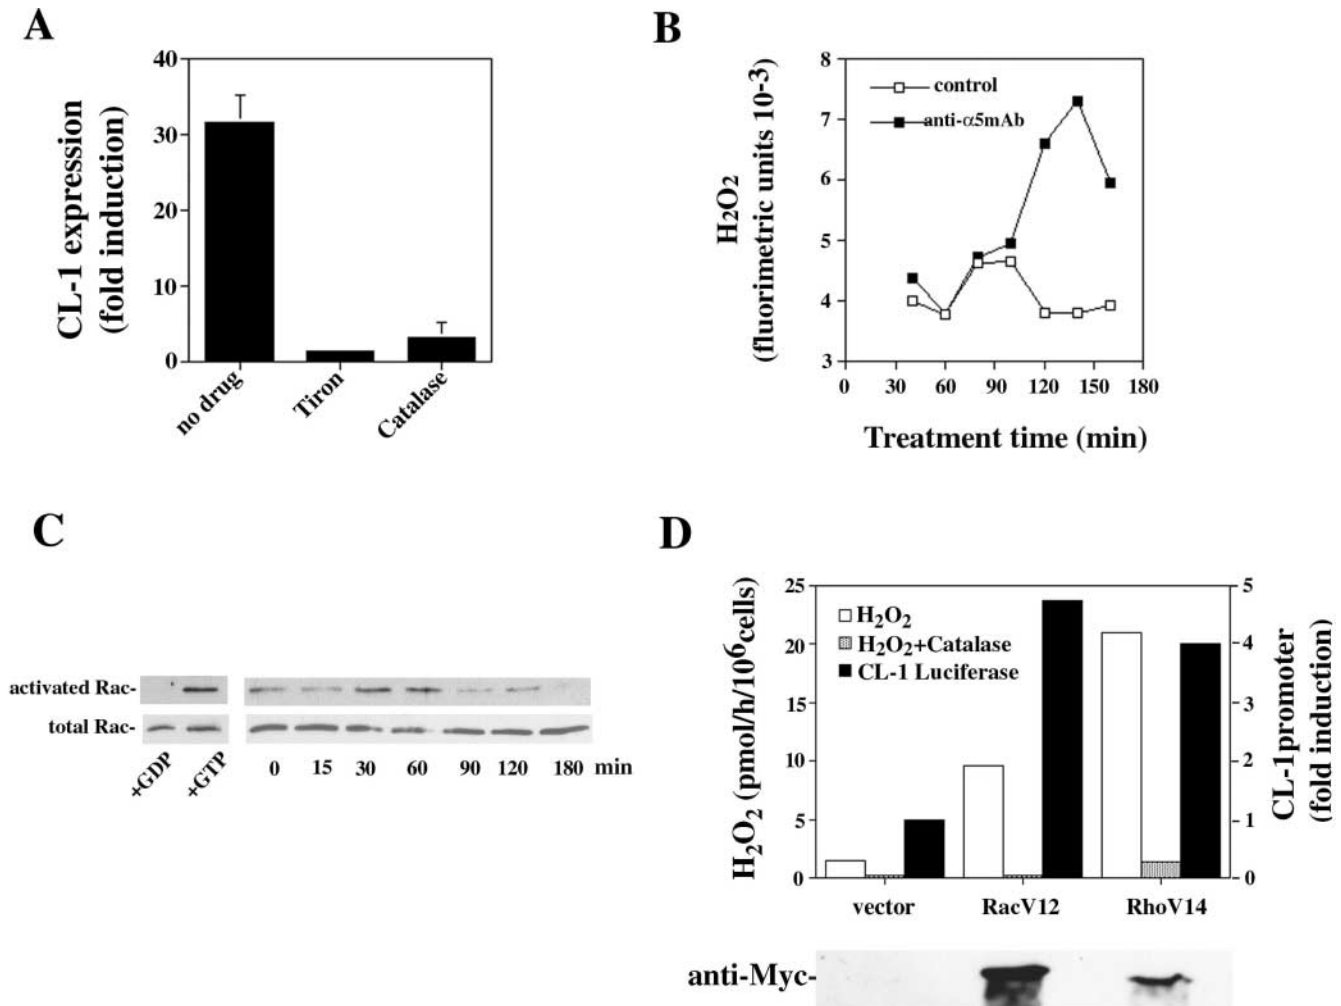 A
CL-1 expression
(fold induction)
40
30
20
10
0
no drug
Tiron
Catalase
B
H2O2
(fluorimetric units 10-3)
8
7
6
5
4
3
control
anti-α5mAb
0 30 60 90 120 150 180
Treatment time (min)
C
activated Rac-
total Rac-
+GDP
+GTP
0 15 30 60 90 120 180 min
D
H2O2 (pmol/h/10^6cells)
25
20
15
10
5
0
H2O2
H2O2+Catalase
CL-1 Luciferase
5
4
3
2
1
0
CL-1promoter
(fold induction)
vector RacV12 RhoV14
anti-Myc-